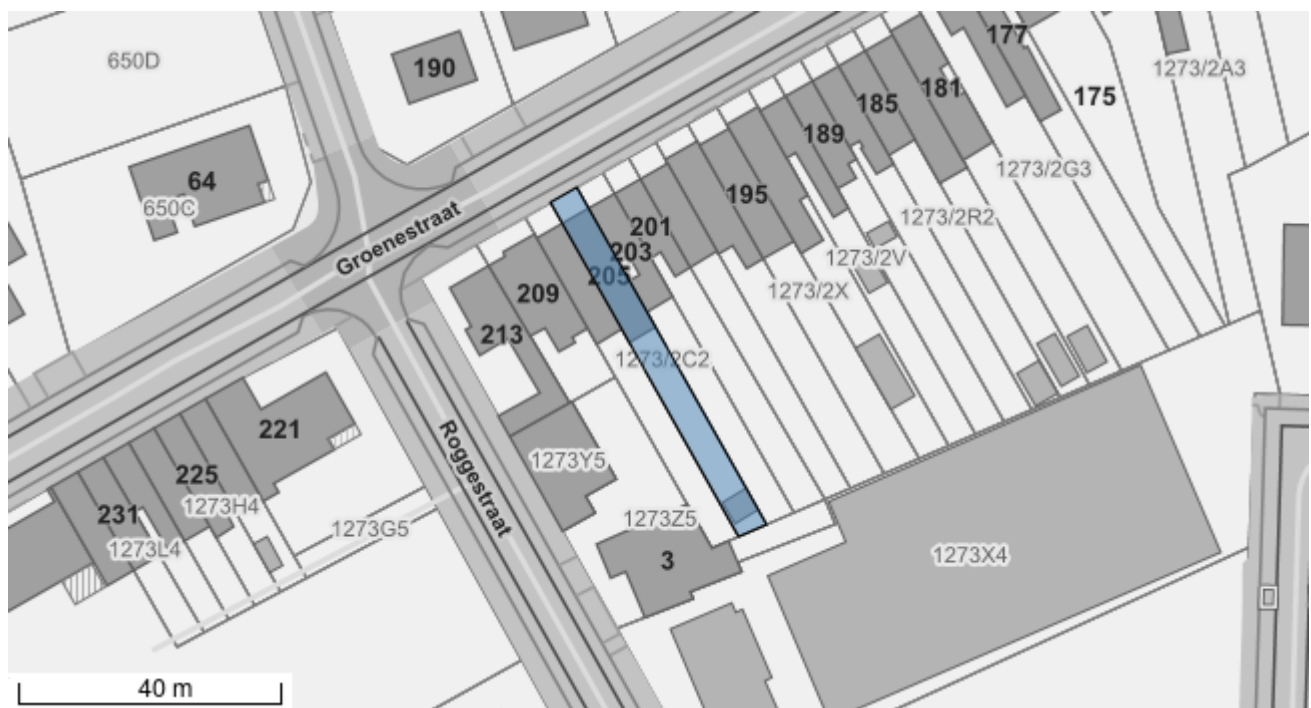 177
650D
190
1273/2A3
181
175
185
189
64
1273/2G3
650C
195
1273/2R2
201
Groenestraat
203
1273/2V
205
209
1273/2X
213
1273/2C2
221
1273Y5
225
Roggestraat
1273H4
231
1273Z5
1273G5
1273L4
3
1273X4
40 m